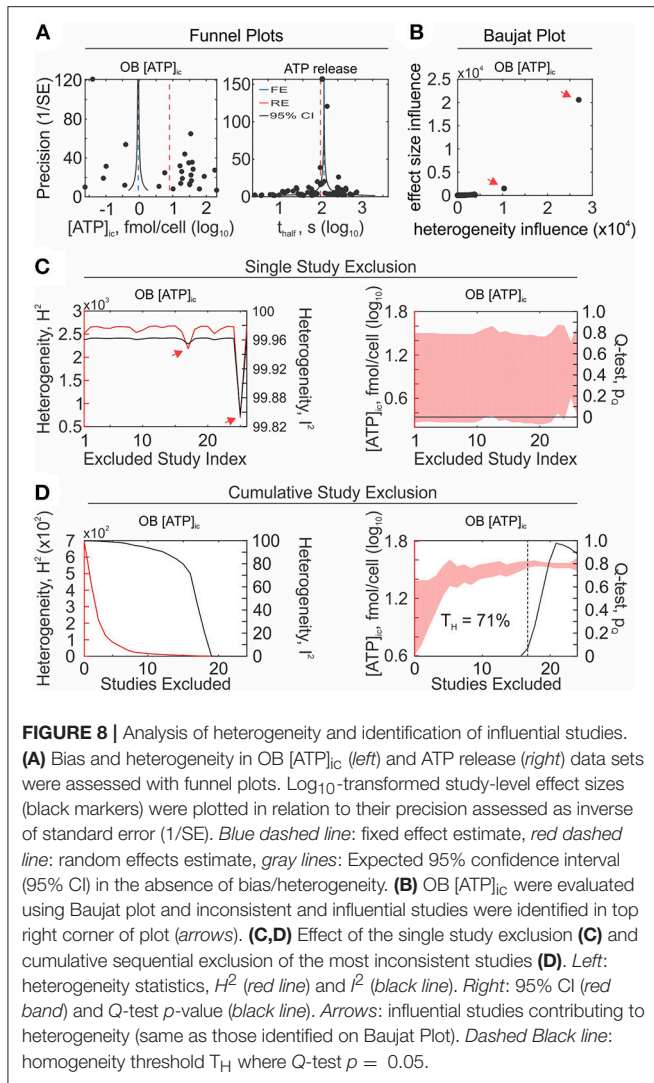 A
Funnel Plots
B
Baujat Plot
OB [ATP]ic
ATP release
OB [ATP]ic
Precision (1/SE)
120
80
40
0
-1
0
1
2
[ATP]ic, fmol/cell (log10)
150
100
50
0
FE
RE
95% CI
1
2
3
thalf, s (log10)
effect size influence
x10^4
2.5
2.0
1.5
1.0
0.5
0
0
1
2
3
heterogeneity influence (x10^4)
C
Single Study Exclusion
OB [ATP]ic
OB [ATP]ic
Heterogeneity, H2
x10^3
3
2.5
2
1.5
1
0.5
100
99.96
99.94
99.88
99.82
Heterogeneity, I2
1
10
20
Excluded Study Index
[ATP]ic, fmol/cell (log10)
1.8
1.2
0.6
1.0
0.8
0.6
0.4
0.2
0
Q-test, pQ
1
10
20
Excluded Study Index
D
Cumulative Study Exclusion
OB [ATP]ic
OB [ATP]ic
Heterogeneity, H2 (x10^2)
x10^2
7
6
5
4
3
2
1
0
100
80
60
40
20
0
Heterogeneity, I2
0
10
20
Studies Excluded
[ATP]ic, fmol/cell (log10)
1.8
1.5
1.2
0.9
0.6
TH = 71%
1
0.8
0.6
0.4
0.2
0
Q-test, pQ
0
10
20
Studies Excluded
FIGURE 8 | Analysis of heterogeneity and identification of influential studies.
(A) Bias and heterogeneity in OB [ATP]ic (left) and ATP release (right) data sets
were assessed with funnel plots. Log10-transformed study-level effect sizes
(black markers) were plotted in relation to their precision assessed as inverse
of standard error (1/SE). Blue dashed line: fixed effect estimate, red dashed
line: random effects estimate, gray lines: Expected 95% confidence interval
(95% CI) in the absence of bias/heterogeneity. (B) OB [ATP]ic were evaluated
using Baujat plot and inconsistent and influential studies were identified in top
right corner of plot (arrows). (C,D) Effect of the single study exclusion (C) and
cumulative sequential exclusion of the most inconsistent studies (D). Left:
heterogeneity statistics, H2 (red line) and I2 (black line). Right: 95% CI (red
band) and Q-test p-value (black line). Arrows: influential studies contributing to
heterogeneity (same as those identified on Baujat Plot). Dashed Black line:
homogeneity threshold TH where Q-test p = 0.05.